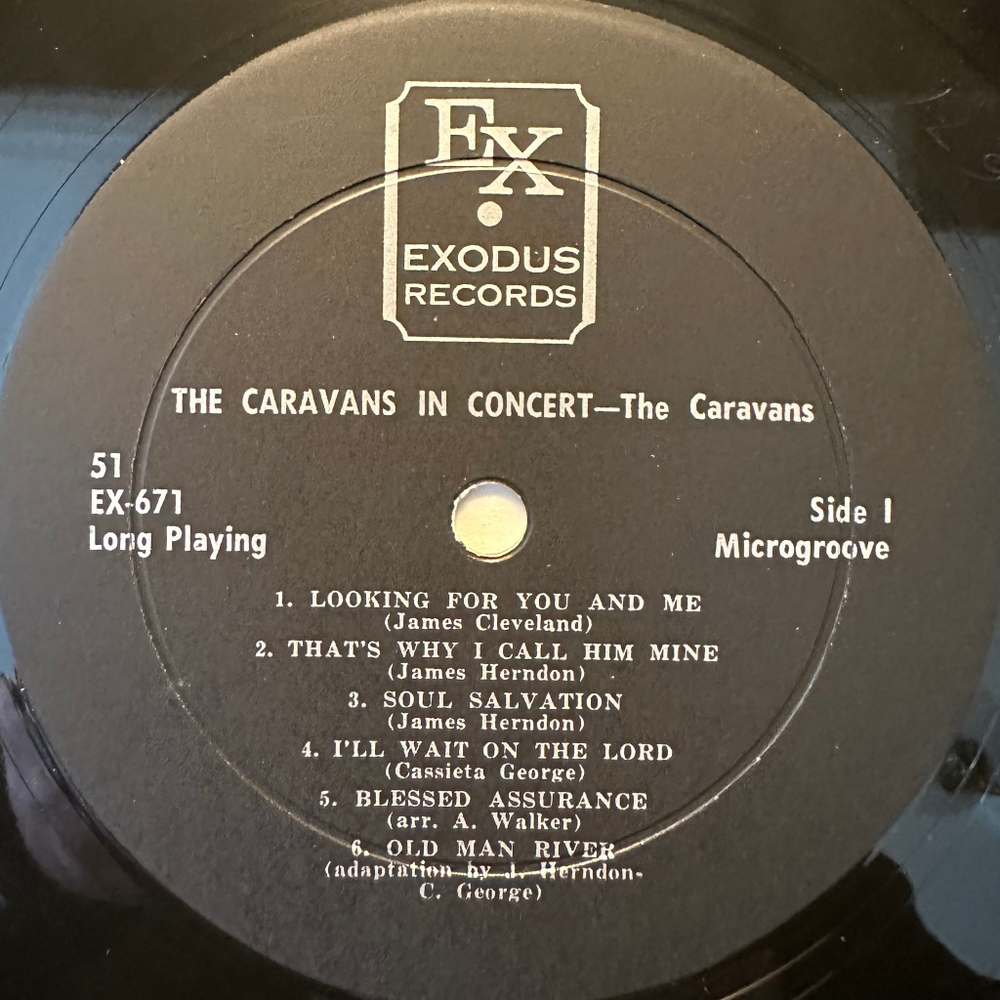 EX
EXODUS
RECORDS
THE CARAVANS IN CONCERT—The Caravans
51
EX-671
Long Playing
Side 1
Microgroove
1. LOOKING FOR YOU AND ME
(James Cleveland)
2. THAT'S WHY I CALL HIM MINE
(James Herndon)
3. SOUL SALVATION
(James Herndon)
4. I'LL WAIT ON THE LORD
(Cassieta George)
5. BLESSED ASSURANCE
(arr. A. Walker)
6. OLD MAN RIVER
(adaptation by J. Herndon-
C. George)